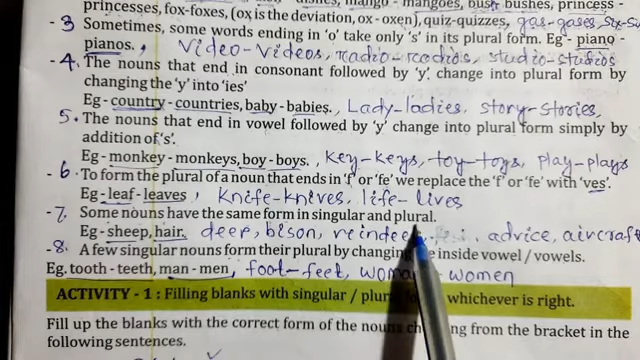 princesses, fox-foxes, (ox is the deviation, ox - oxen), quiz-quizzes, gas-gases, Six-
- 3 Sometimes, some words ending in 'o' take only 's' in its plural form. Eg - piano -
pianos., Video-Videos, radio-radios, studio-studios
- 4. The nouns that end in consonant followed by 'y', change into plural form by
changing the 'y' into 'ies'
Eg - country - countries, baby - babies., Lady-ladies, story-stories,
5. The nouns that end in vowel followed by 'y' change into plural form simply by
addition of 's'.
Eg - monkey - monkeys, boy - boys., Key-keys, toy-toys, play-plays
- 6 To form the plural of a noun that ends in 'f' or 'fe' we replace the 'f' or 'fe' with 'ves'.
Eg - leaf - leaves, Knife-knives, life-lives
- 7. Some nouns have the same form in singular and plural.
Eg - sheep, hair. deep, bison, reindee advice, aircraft
- 8. A few singular nouns form their plural by changing inside vowel / vowels.
Eg. tooth - teeth, man - men, foot-feet, woma - women
ACTIVITY - 1 : Filling blanks with singular / plural whichever is right.
Fill up the blanks with the correct form of the nouns from the bracket in the
following sentences.